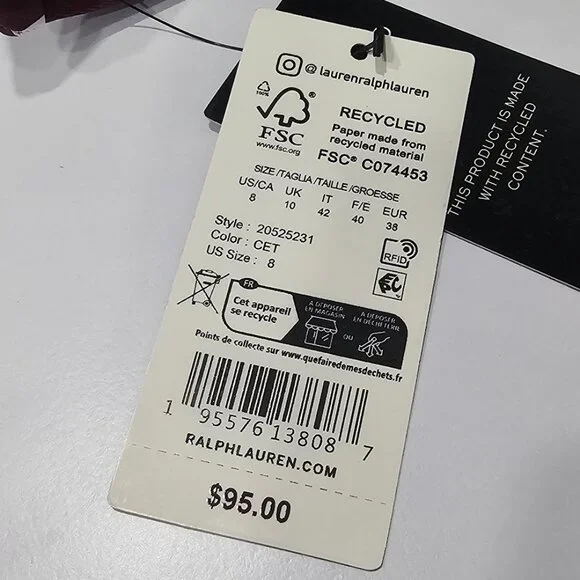 @laurenralphlauren
100%
FSC®
www.fsc.org
RECYCLED
Paper made from
recycled material
FSC® C074453
SIZE/TAGLIA/TAILLE/GROESSE
US/CA UK IT F/E EUR
8 10 42 40 38
Style : 20525231
Color : CET
US Size : 8
RFID
FR
Cet appareil
se recycle
À DÉPOSER
EN MAGASIN
OU
À DÉPOSER
EN DÉCHÈTERIE
Points de collecte sur www.quefairedemesdechets.fr
1 95576 13808 7
RALPHLAUREN.COM
$95.00
THIS PRODUCT IS MADE
WITH RECYCLED
CONTENT.